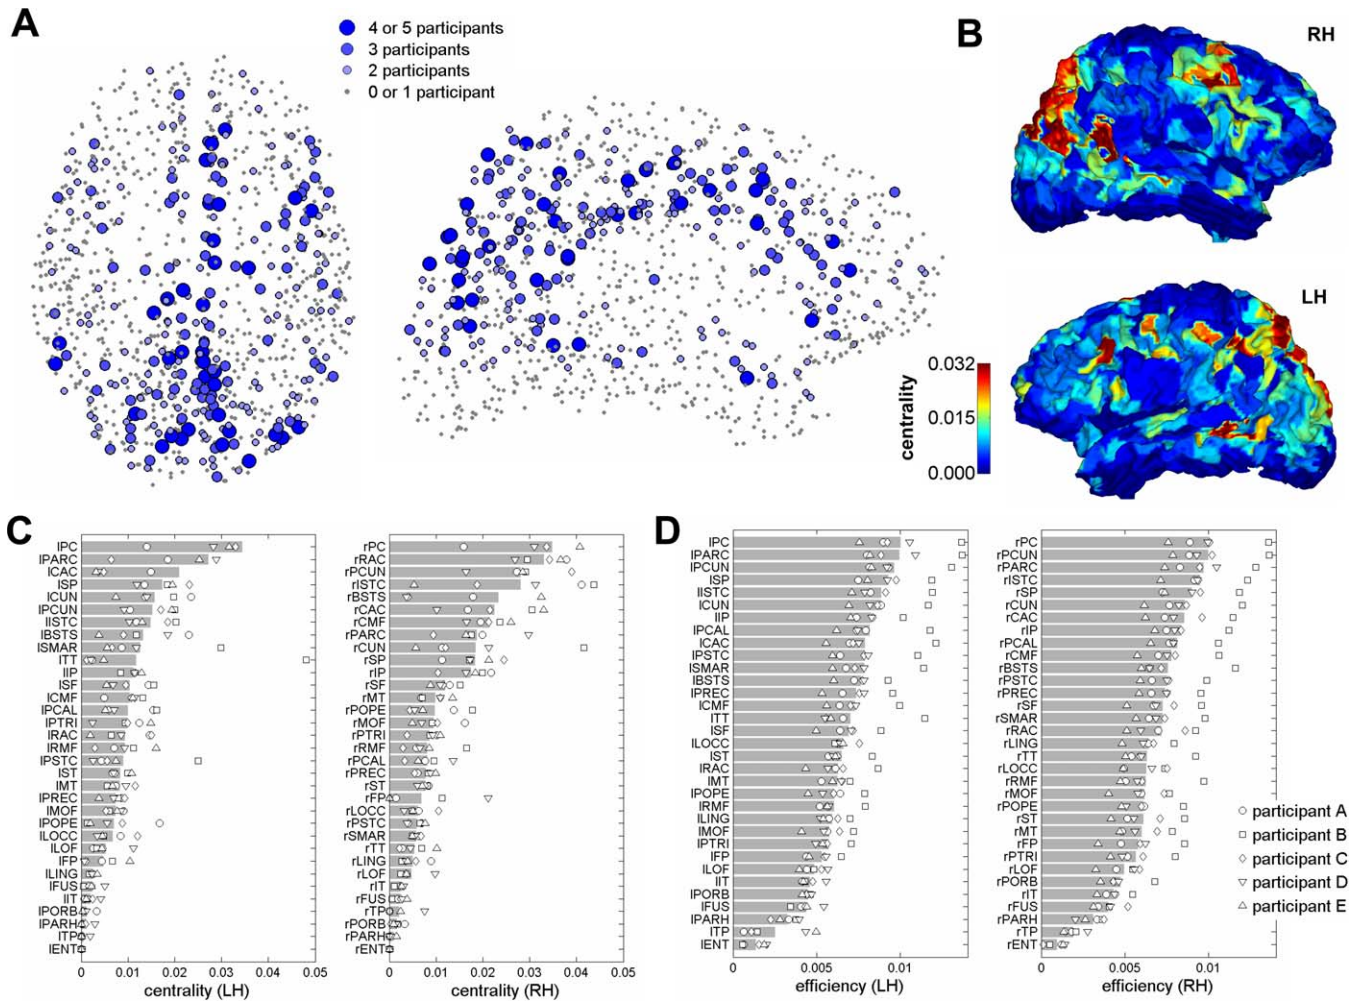 A
4 or 5 participants
3 participants
2 participants
0 or 1 participant
B
RH
LH
centrality
0.032
0.015
0.000
C
lPC
lPARC
lCAC
lSP
lCUN
lPCUN
lISTC
lBSTS
lSMAR
lTT
lIP
lSF
lCMF
lPCAL
lPTRI
lRAC
lRMF
lPSTC
lST
lMT
lPREC
lMOF
lPOPE
lLOCC
lLOF
lFP
lLING
lFUS
lIT
lPORB
lPARH
lTP
lENT
0 0.01 0.02 0.03 0.04 0.05
centrality (LH)
rPC
rRAC
rPCUN
rISTC
rBSTS
rCAC
rCMF
rPARC
rCUN
rSP
rIP
rSF
rMT
rPOPE
rMOF
rPTRI
rRMF
rPCAL
rPREC
rST
rFP
rLOCC
rPSTC
rSMAR
rTT
rLING
rLOF
rIT
rFUS
rTP
rPORB
rPARH
rENT
0 0.01 0.02 0.03 0.04 0.05
centrality (RH)
D
lPC
lPARC
lPCUN
lSP
lISTC
lCUN
lIP
lPCAL
lCAC
lPSTC
lSMAR
lBSTS
lPREC
lCMF
lTT
lSF
lLOCC
lST
lRAC
lMT
lPOPE
lRMF
lLING
lMOF
lPTRI
lFP
lLOF
lIT
lPORB
lFUS
lPARH
lTP
lENT
0 0.005 0.01
efficiency (LH)
rPC
rPCUN
rPARC
rISTC
rSP
rCUN
rCAC
rIP
rPCAL
rCMF
rBSTS
rPSTC
rPREC
rSF
rSMAR
rRAC
rLING
rTT
rLOCC
rRMF
rMOF
rPOPE
rST
rMT
rFP
rPTRI
rLOF
rPORB
rIT
rFUS
rPARH
rTP
rENT
0 0.005 0.01
efficiency (RH)
participant A
participant B
participant C
participant D
participant E